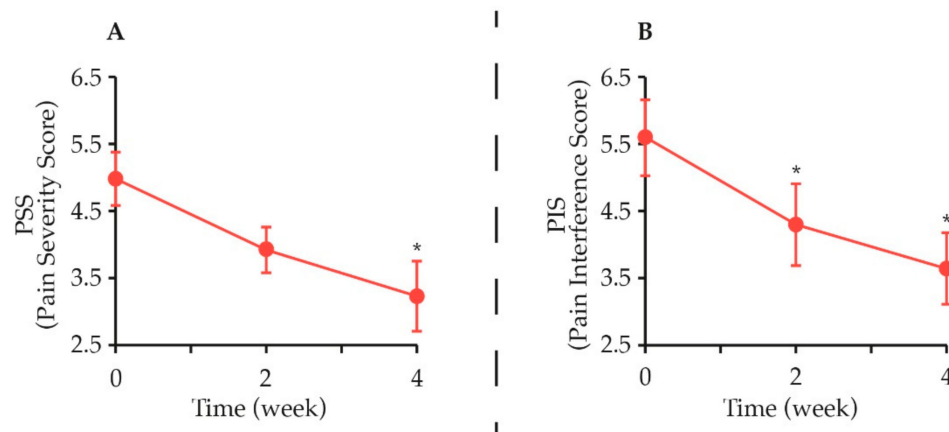 A
PSS
(Pain Severity Score)
6.5
5.5
4.5
3.5
2.5
*
0
2
4
Time (week)
B
PIS
(Pain Interference Score)
6.5
5.5
4.5
3.5
2.5
*
*
0
2
4
Time (week)